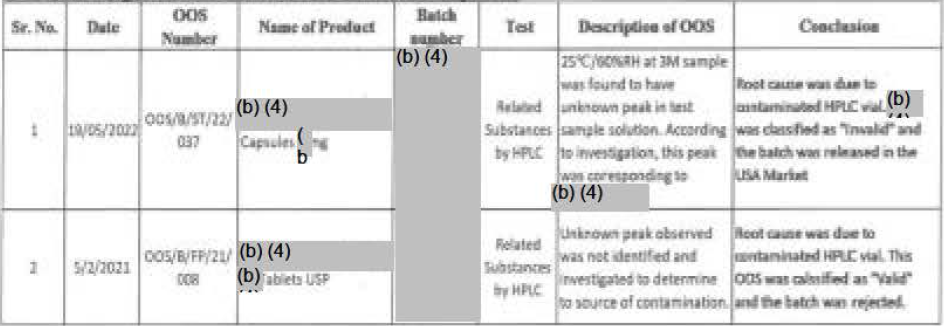 Sr. No. Date OOS Number Name of Product Batch number Test Description of OOS Conclusion
1 19/05/2022 OOS/B/ST/22/037 (b) (4) Capsules (b mg (b) (4) Related Substances by HPLC
25°C/60%RH at 3M sample
was found to have
unknown peak in test
sample solution. According
to investigation, this peak
was coresponding to
(b) (4)
Root cause was due to
contaminated HPLC vial. (b)
was classified as "Invalid" and
the batch was released in the
USA Market
2 5/2/2021 OOS/B/FP/21/008 (b) (4) (b) Tablets USP Related Substances by HPLC
Unknown peak observed
was not identified and
investigated to determine
to source of contamination.
Root cause was due to
contaminated HPLC vial. This
OOS was calssified as "Valid"
and the batch was rejected.